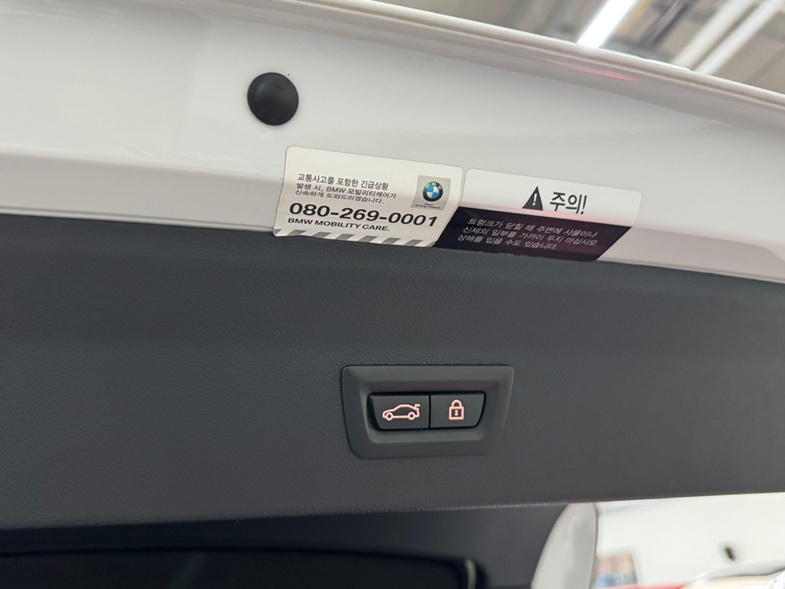 교통사고를 포함한 긴급상황
발생 시, BMW 모빌리티케어가
신속하게 도와드리겠습니다.
080-269-0001
BMW MOBILITY CARE.
주의!
트렁크가 닫힐 때 주변에 사물이나
신체의 일부를 가까이 두지 마십시오.
상해를 입을 수도 있습니다.